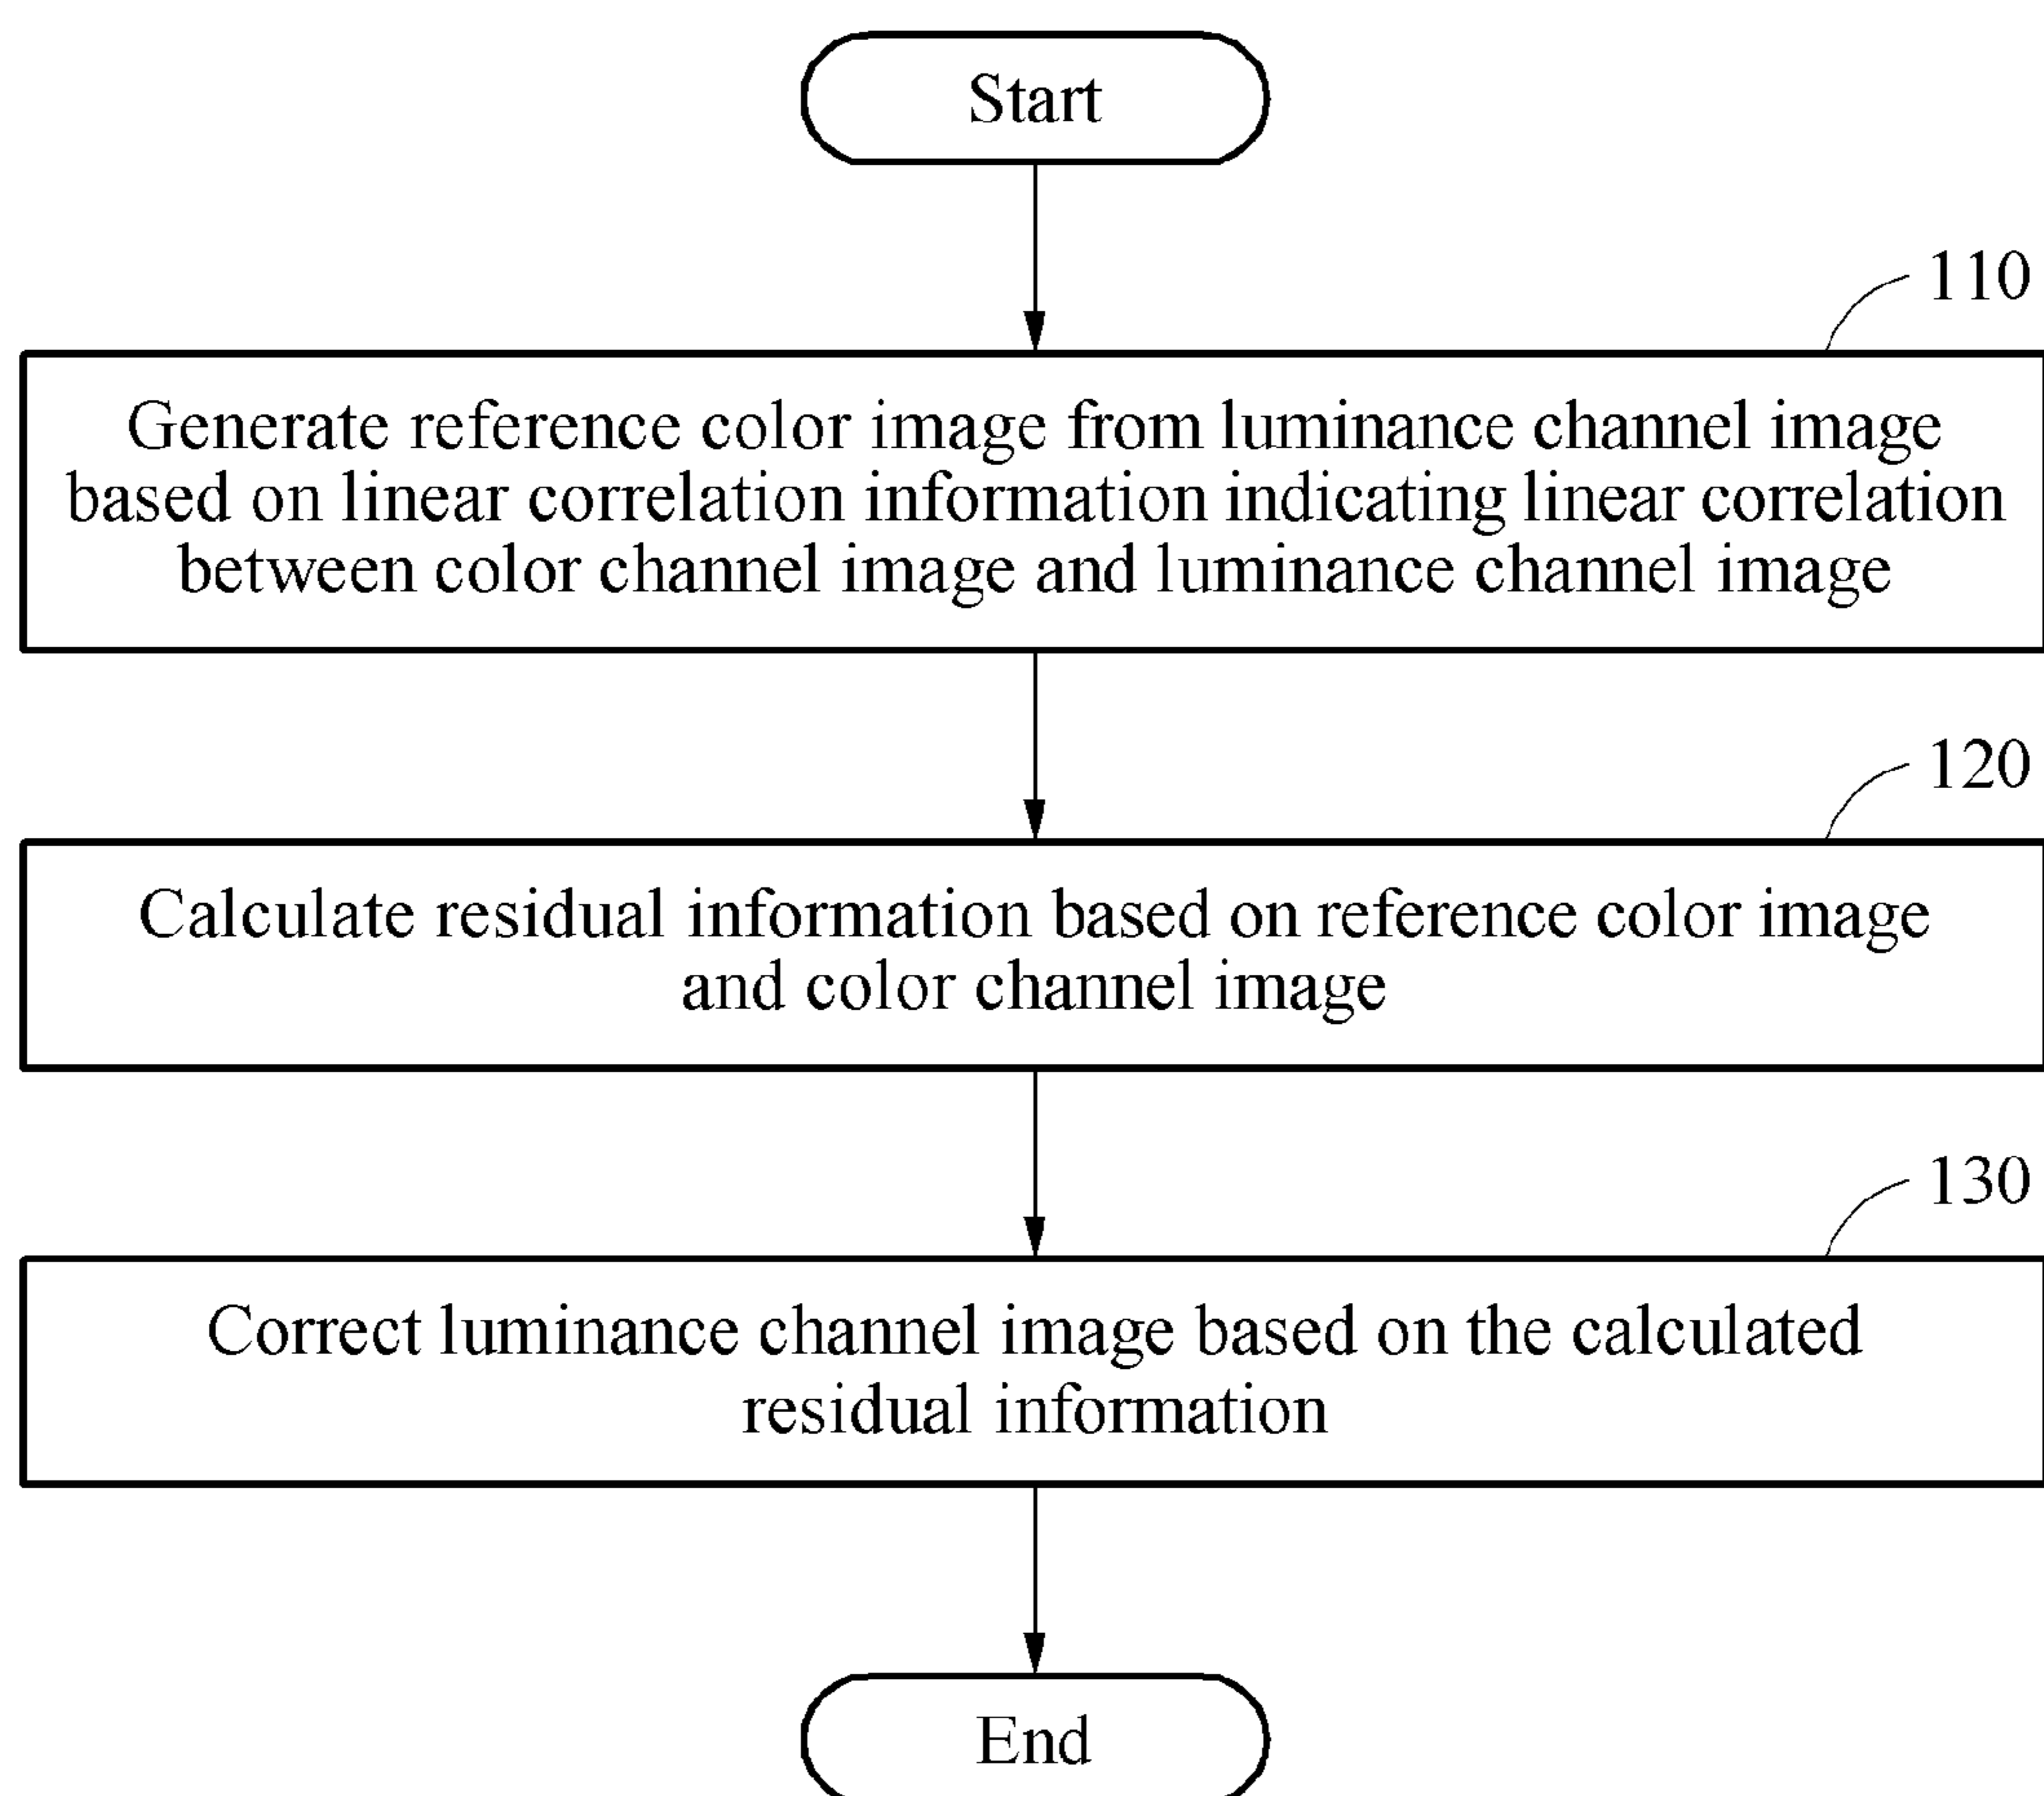 Start
110
Generate reference color image from luminance channel image
based on linear correlation information indicating linear correlation
between color channel image and luminance channel image
120
Calculate residual information based on reference color image
and color channel image
130
Correct luminance channel image based on the calculated
residual information
End